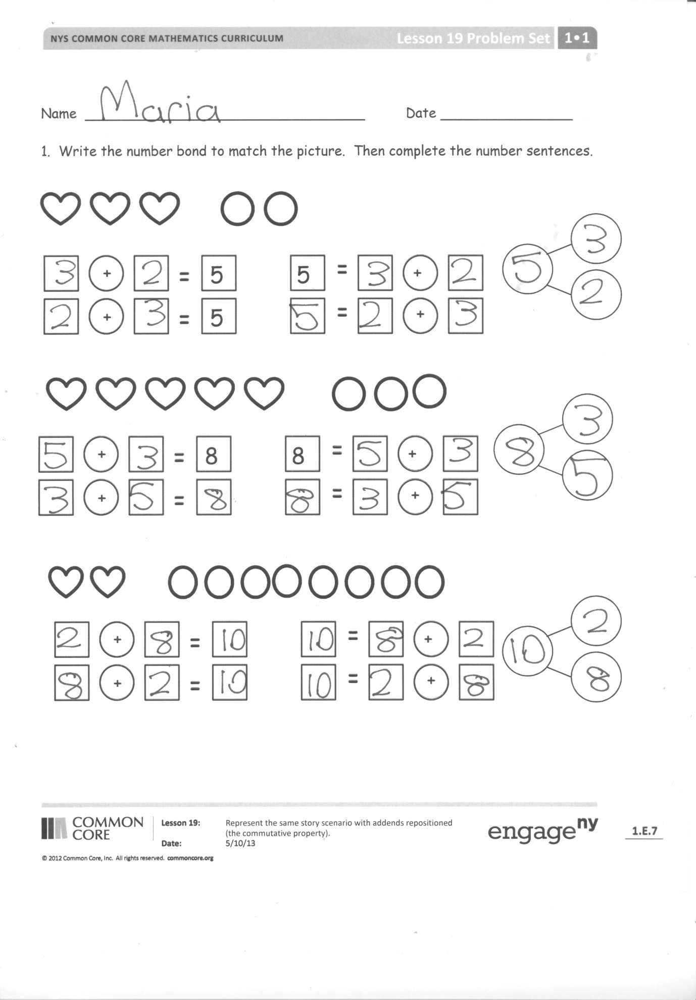 NYS COMMON CORE MATHEMATICS CURRICULUM Lesson 19 Problem Set 1•1
Name Maria Date
1. Write the number bond to match the picture. Then complete the number sentences.
3 + 2 = 5 5 = 3 + 2
2 + 3 = 5 5 = 2 + 3
5 3 2
5 + 3 = 8 8 = 5 + 3
3 + 5 = 8 8 = 3 + 5
8 3 5
2 + 8 = 10 10 = 8 + 2
8 + 2 = 10 10 = 2 + 8
10 2 8
COMMON CORE
Lesson 19: Represent the same story scenario with addends repositioned
(the commutative property).
Date: 5/10/13
engageny
1.E.7
© 2012 Common Core, Inc. All rights reserved. commoncore.org